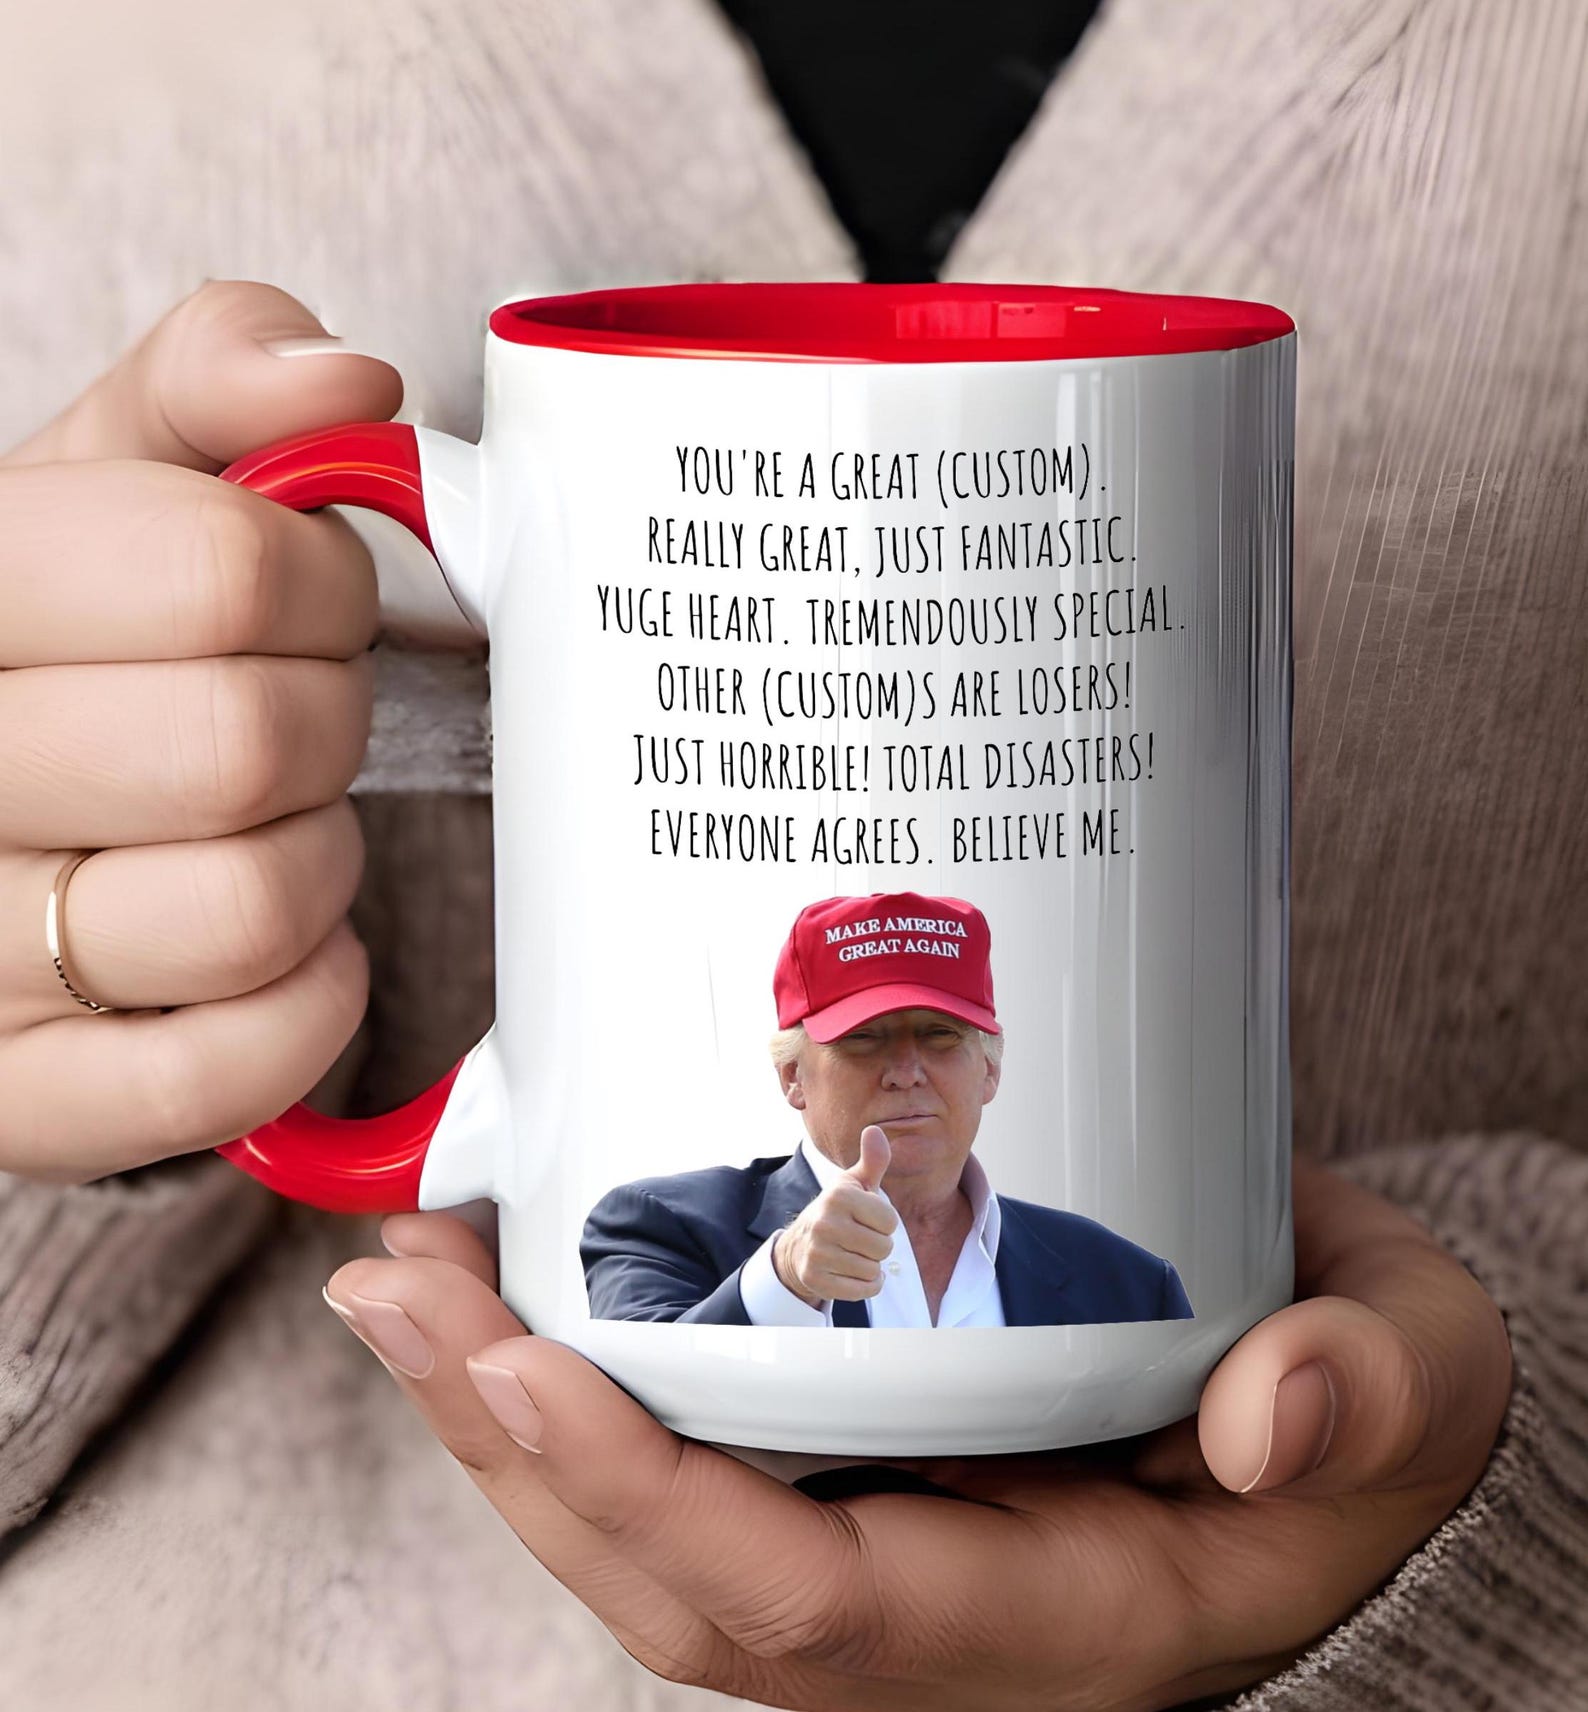 YOU'RE A GREAT (CUSTOM).
REALLY GREAT, JUST FANTASTIC.
YUGE HEART. TREMENDOUSLY SPECIAL.
OTHER (CUSTOM)S ARE LOSERS!
JUST HORRIBLE! TOTAL DISASTERS!
EVERYONE AGREES. BELIEVE ME.
MAKE AMERICA
GREAT AGAIN